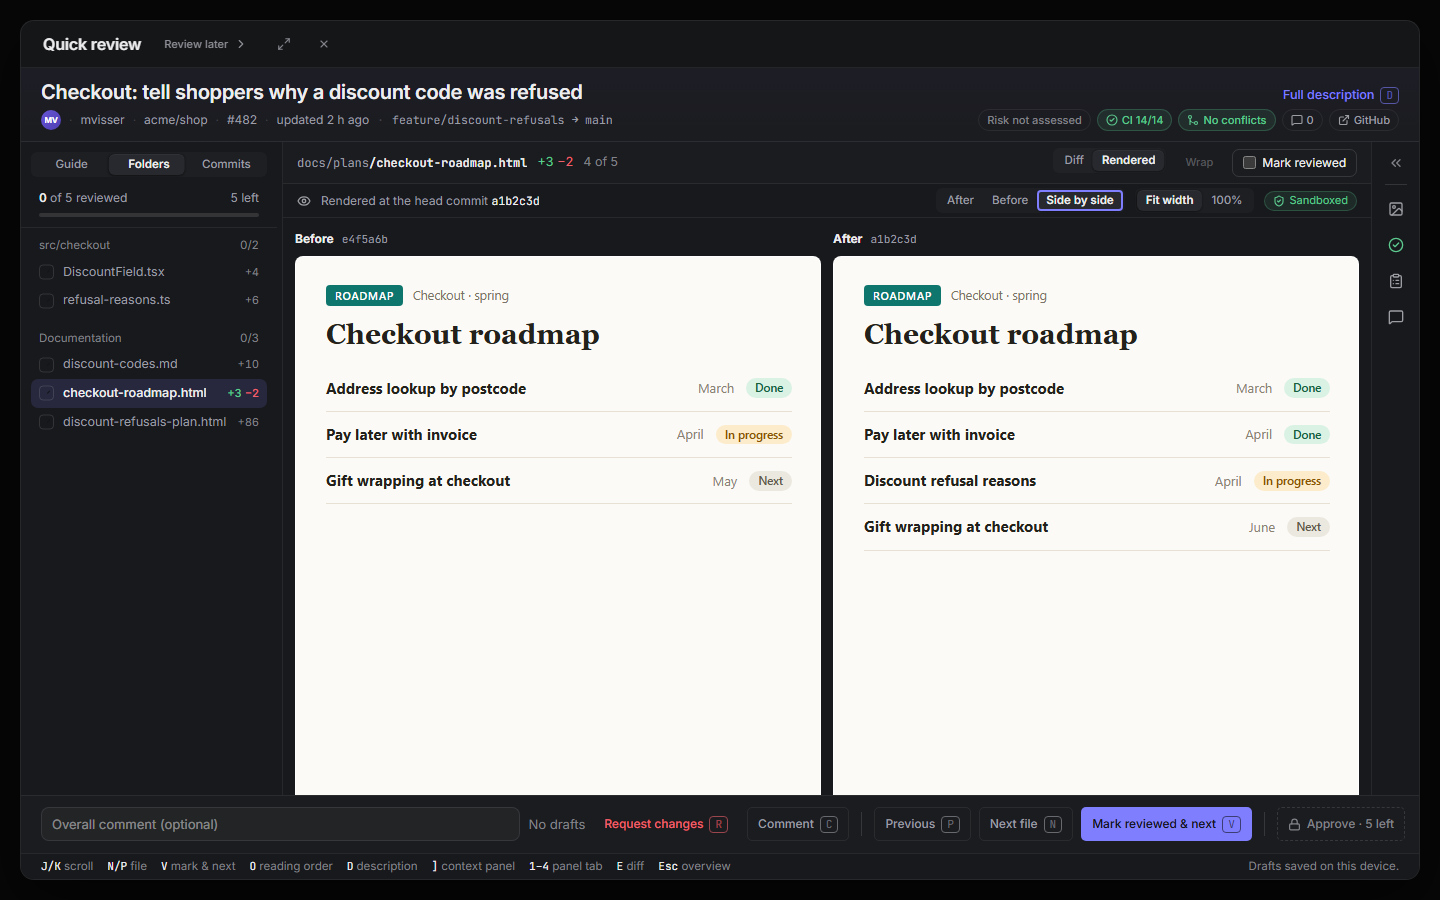 Quick review
Review later
Checkout: tell shoppers why a discount code was refused
Full description D
MV · mvisser · acme/shop · #482 · updated 2 h ago · feature/discount-refusals → main
Risk not assessed
CI 14/14
No conflicts
0
GitHub
Guide
Folders
Commits
0 of 5 reviewed
5 left
src/checkout 0/2
DiscountField.tsx +4
refusal-reasons.ts +6
Documentation 0/3
discount-codes.md +10
checkout-roadmap.html +3 −2
discount-refusals-plan.html +86
docs/plans/checkout-roadmap.html +3 −2 4 of 5
Diff
Rendered
Wrap
Mark reviewed
Rendered at the head commit a1b2c3d
After
Before
Side by side
Fit width
100%
Sandboxed
Before e4f5a6b
ROADMAP Checkout · spring
Checkout roadmap
Address lookup by postcode March Done
Pay later with invoice April In progress
Gift wrapping at checkout May Next
After a1b2c3d
ROADMAP Checkout · spring
Checkout roadmap
Address lookup by postcode March Done
Pay later with invoice April Done
Discount refusal reasons April In progress
Gift wrapping at checkout June Next
Overall comment (optional)
No drafts
Request changes R
Comment C
Previous P
Next file N
Mark reviewed & next V
Approve · 5 left
J/K scroll N/P file V mark & next O reading order D description ] context panel 1–4 panel tab E diff Esc overview
Drafts saved on this device.